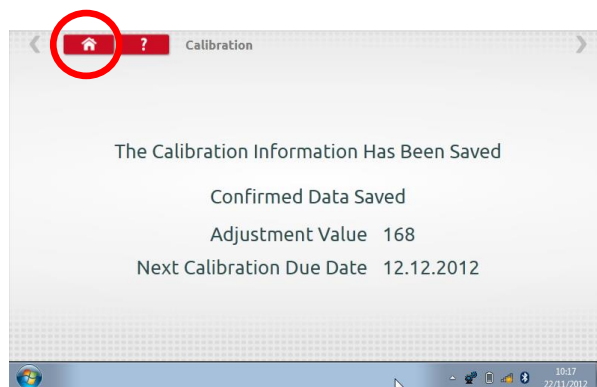 ? Calibration
The Calibration Information Has Been Saved
Confirmed Data Saved
Adjustment Value 168
Next Calibration Due Date 12.12.2012
10:17
22/11/2012